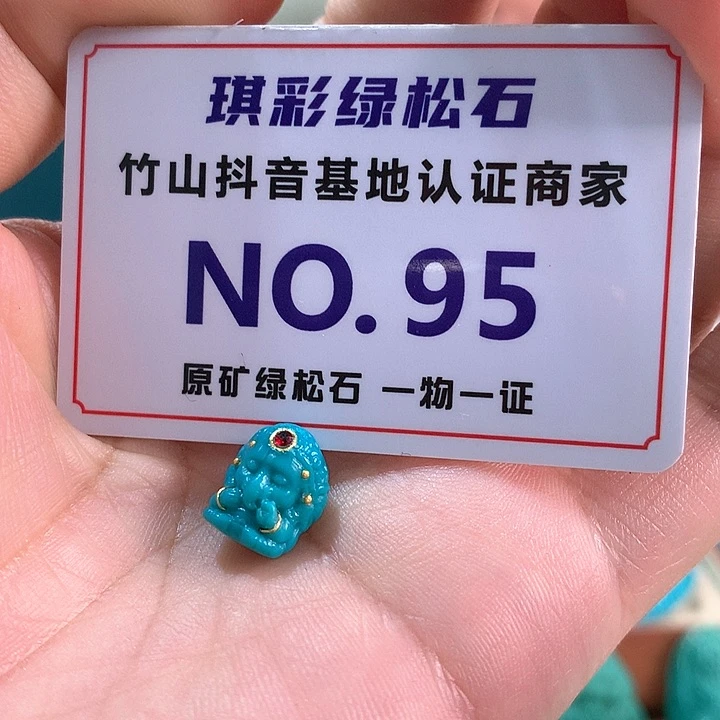 琪彩绿松石
竹山抖音基地认证商家
NO.95
原矿绿松石 一物一证